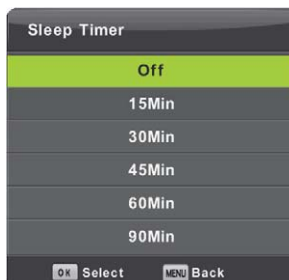 Sleep Timer
Off
15Min
30Min
45Min
60Min
90Min
OK Select MENU Back